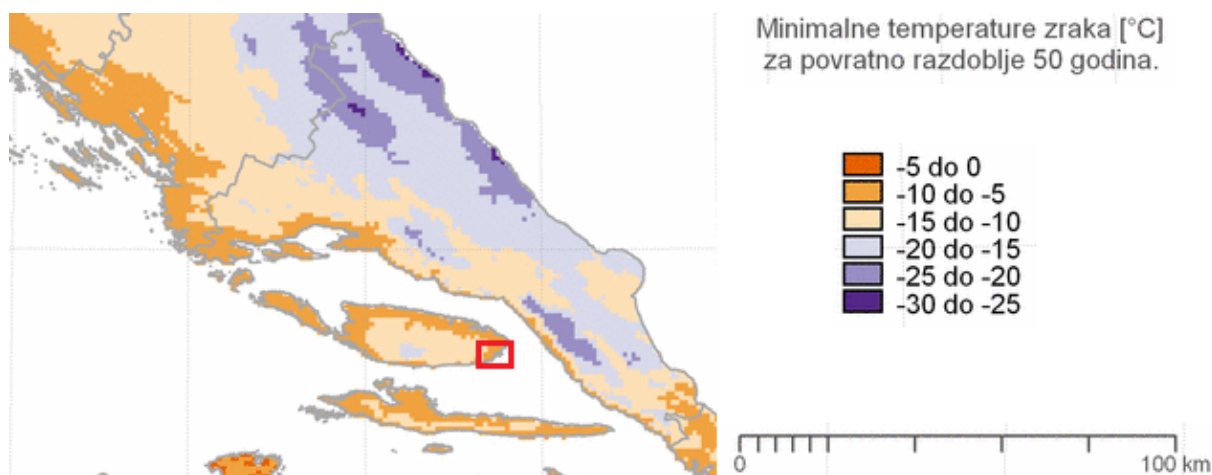 Minimalne temperature zraka [°C]
za povratno razdoblje 50 godina.
-5 do 0
-10 do -5
-15 do -10
-20 do -15
-25 do -20
-30 do -25
0
100 km